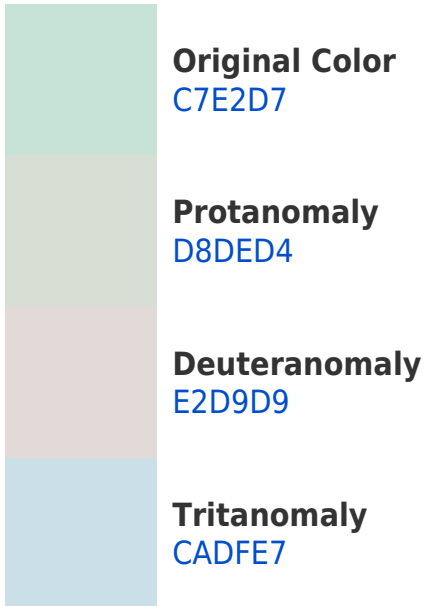 Original Color
C7E2D7
Protanomaly
D8DED4
Deuteranomaly
E2D9D9
Tritanomaly
CADFE7